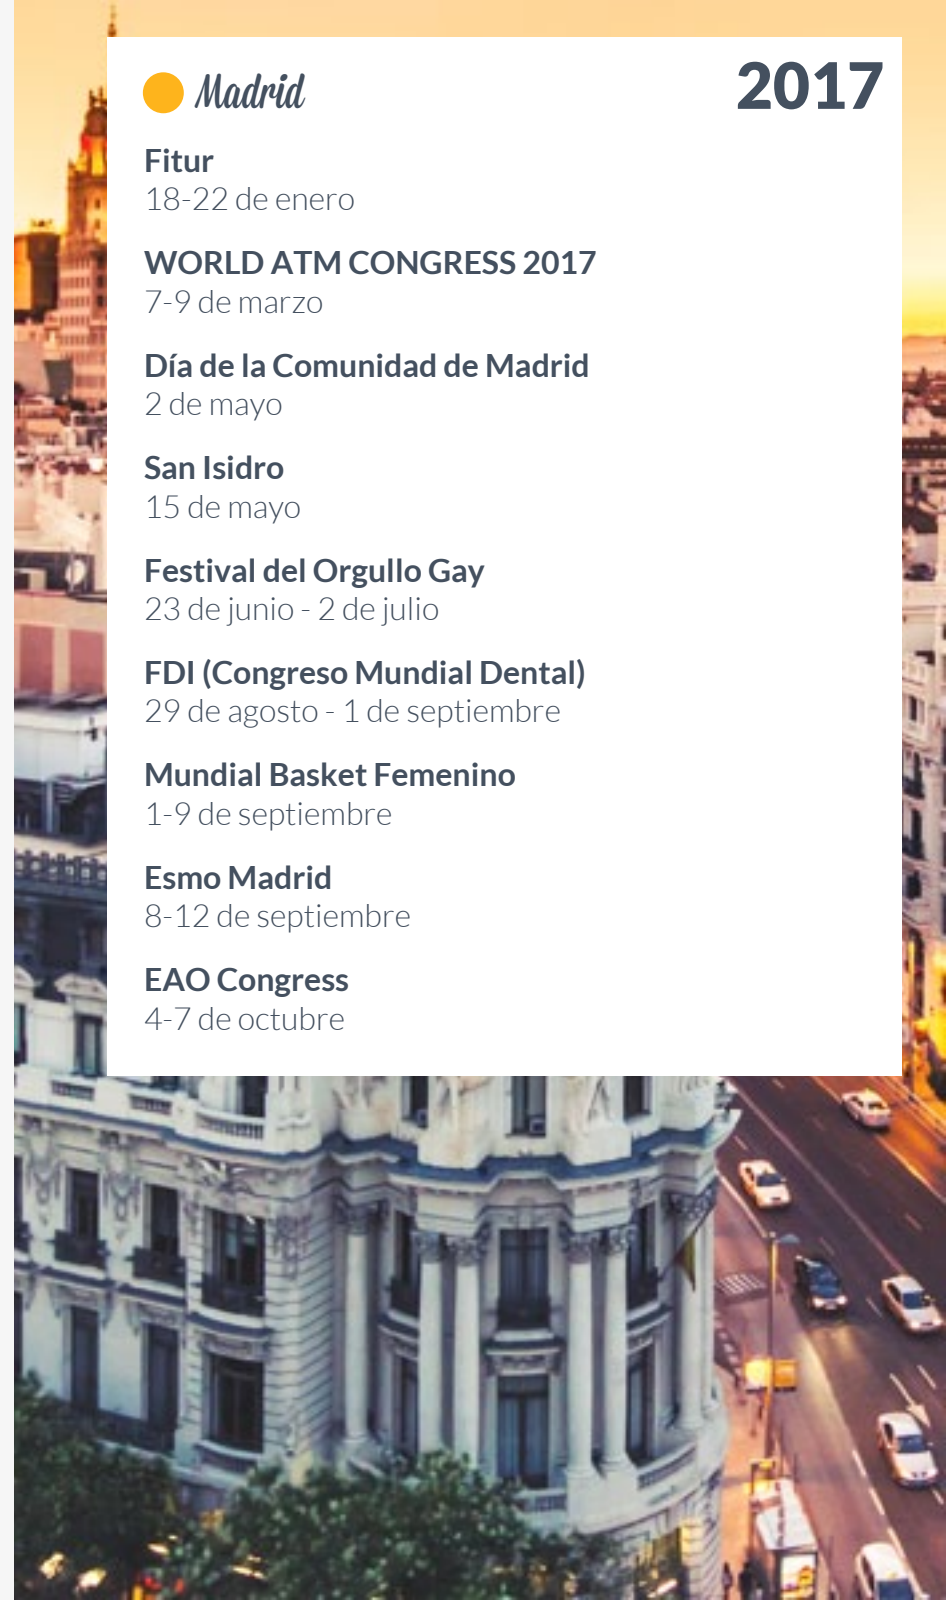 Madrid
2017
Fitur
18-22 de enero
WORLD ATM CONGRESS 2017
7-9 de marzo
Día de la Comunidad de Madrid
2 de mayo
San Isidro
15 de mayo
Festival del Orgullo Gay
23 de junio - 2 de julio
FDI (Congreso Mundial Dental)
29 de agosto - 1 de septiembre
Mundial Basket Femenino
1-9 de septiembre
Esmo Madrid
8-12 de septiembre
EAO Congress
4-7 de octubre